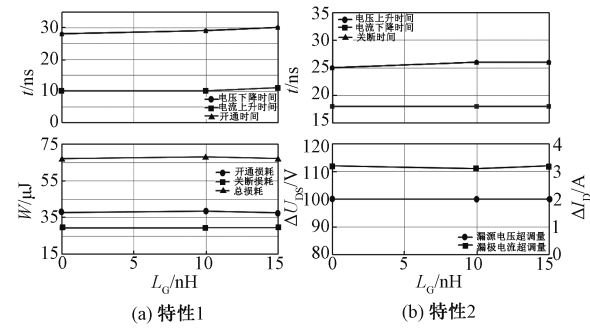 30
20
10
0
t/ns
电压下降时间
电流上升时间
开通时间
75
55
35
15
W/μJ
开通损耗
关断损耗
总损耗
0
5
10
15
L_G/nH
(a) 特性1
35
30
25
20
15
t/ns
电压上升时间
电流下降时间
关断时间
120
110
100
90
80
ΔU_DS/V
4
3
2
1
0
ΔI_D/A
漏源电压超调量
漏极电流超调量
0
5
10
15
L_G/nH
(b) 特性2